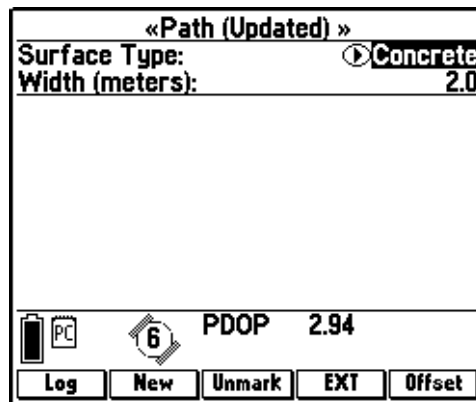 «Path (Updated) »
Surface Type: Concrete
Width (meters): 2.0
PC 6 PDOP 2.94
Log New Unmark EXT Offset